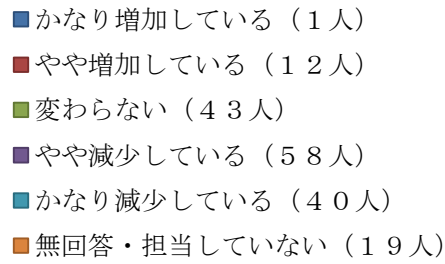 かなり増加している（１人）
やや増加している（１２人）
変わらない（４３人）
やや減少している（５８人）
かなり減少している（４０人）
無回答・担当していない（１９人）